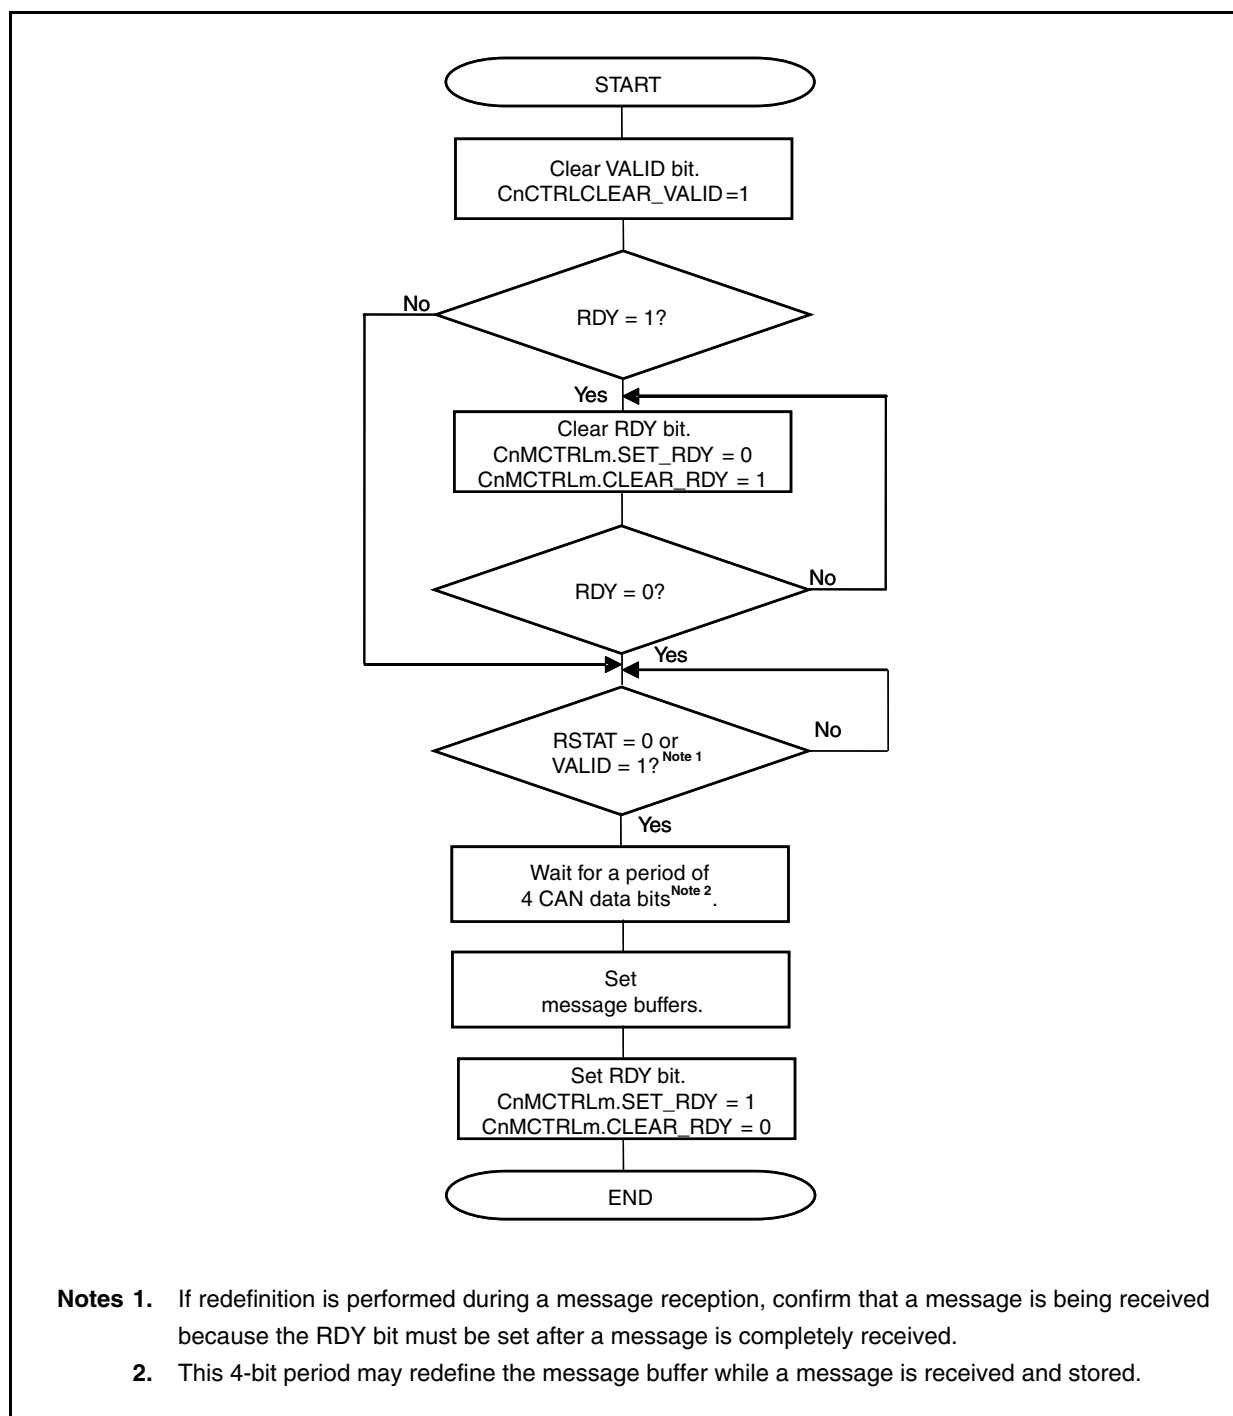 START
Clear VALID bit.
CnCTRLCLEAR_VALID=1
No
RDY = 1?
Yes
Clear RDY bit.
CnMCTRLm.SET_RDY = 0
CnMCTRLm.CLEAR_RDY = 1
RDY = 0?
No
Yes
RSTAT = 0 or
VALID = 1? Note 1
No
Yes
Wait for a period of
4 CAN data bits Note 2.
Set
message buffers.
Set RDY bit.
CnMCTRLm.SET_RDY = 1
CnMCTRLm.CLEAR_RDY = 0
END
Notes 1. If redefinition is performed during a message reception, confirm that a message is being received
because the RDY bit must be set after a message is completely received.
2. This 4-bit period may redefine the message buffer while a message is received and stored.